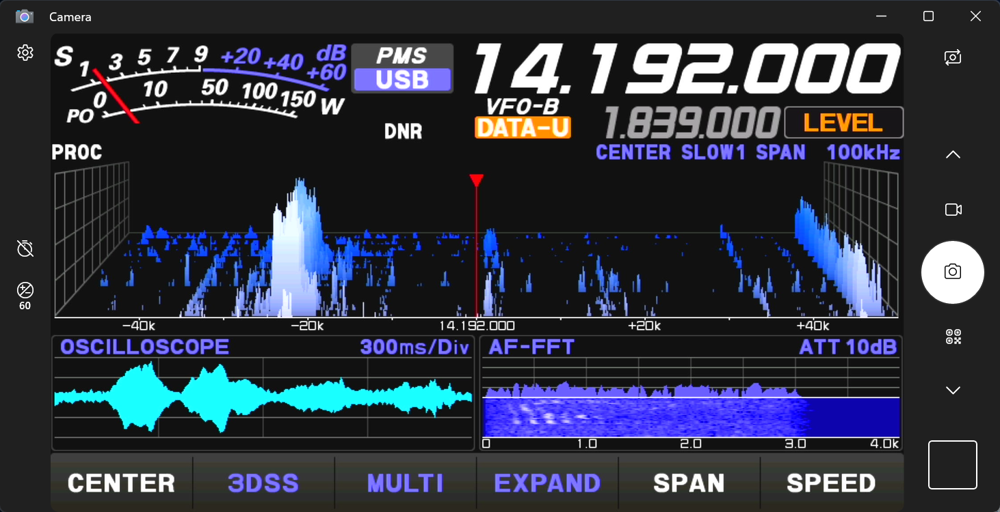 Camera
S 1 3 5 7 9 +20 +40 +60 dB
PO 0 10 50 100 150 W
PMS
USB
14.192.000
VFO-B
DATA-U
1.839.000
LEVEL
DNR
PROC
CENTER SLOW1 SPAN 100kHz
-40k -20k 14.192.000 +20k +40k
OSCILLOSCOPE 300ms/Div
AF-FFT ATT 10dB
0 1.0 2.0 3.0 4.0k
CENTER 3DSS MULTI EXPAND SPAN SPEED
60